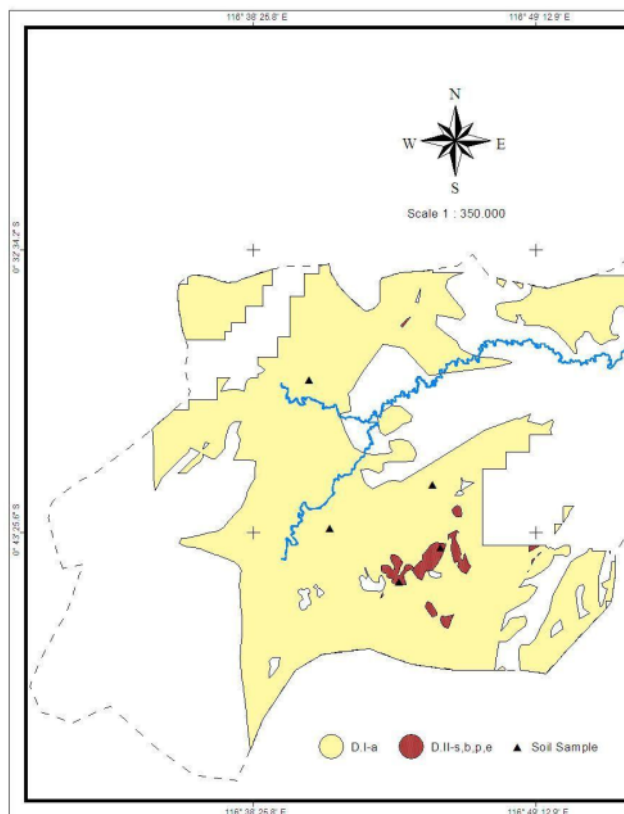 116° 38' 25.8' E 116° 49' 12.9' E
N
W E
S
Scale 1 : 350.000
0° 32' 34.2" S
0° 43' 25.6" S
D.I-a D.II-s,b,p,e Soil Sample
116° 38' 25.8' E 116° 49' 12.9' E